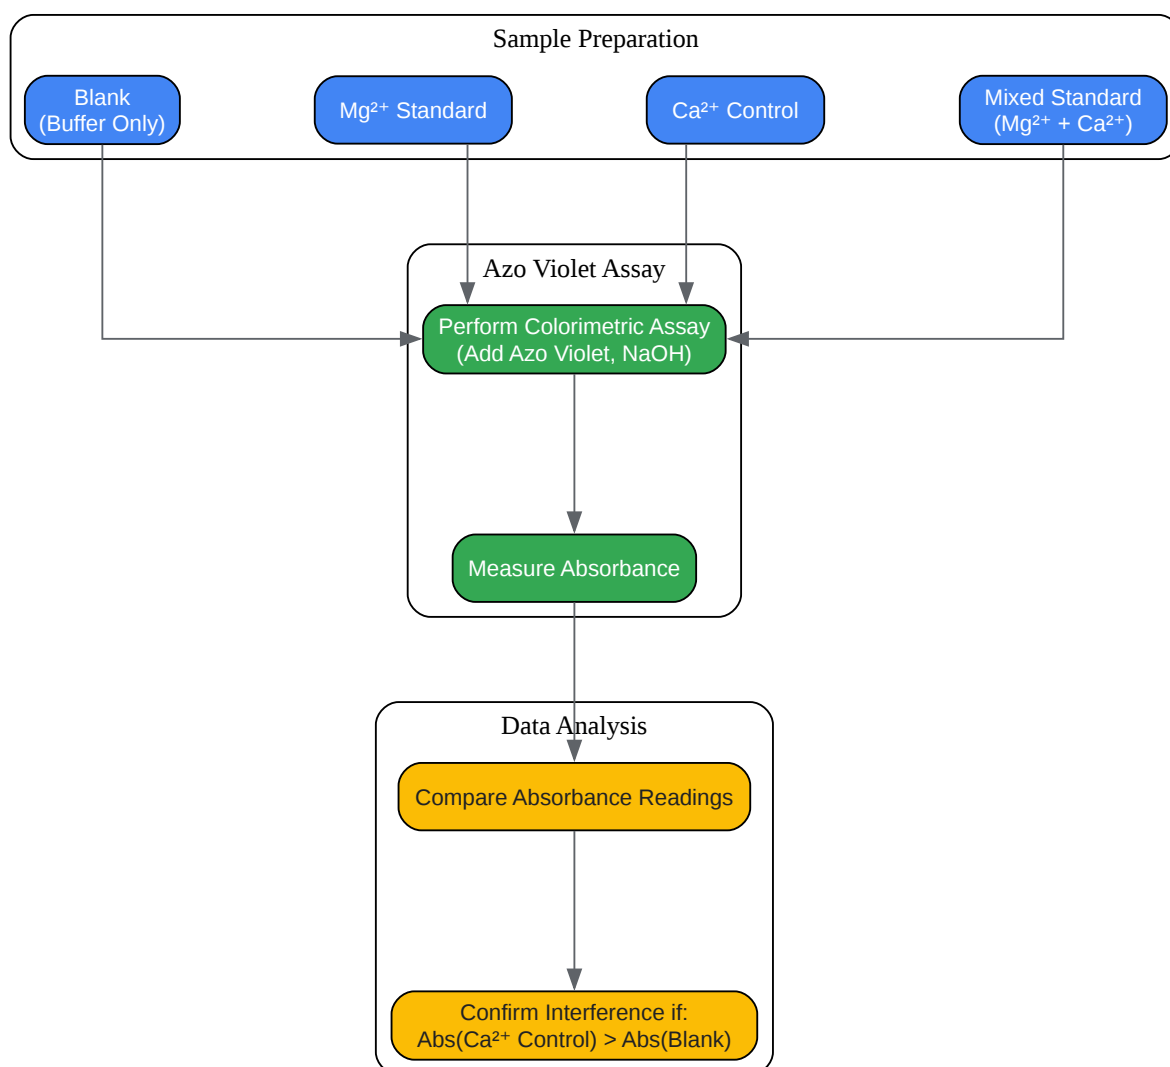 Sample Preparation
Blank
(Buffer Only)
Mg²⁺ Standard
Ca²⁺ Control
Mixed Standard
(Mg²⁺ + Ca²⁺)
Azo Violet Assay
Perform Colorimetric Assay
(Add Azo Violet, NaOH)
Measure Absorbance
Data Analysis
Compare Absorbance Readings
Confirm Interference if:
Abs(Ca²⁺ Control) > Abs(Blank)